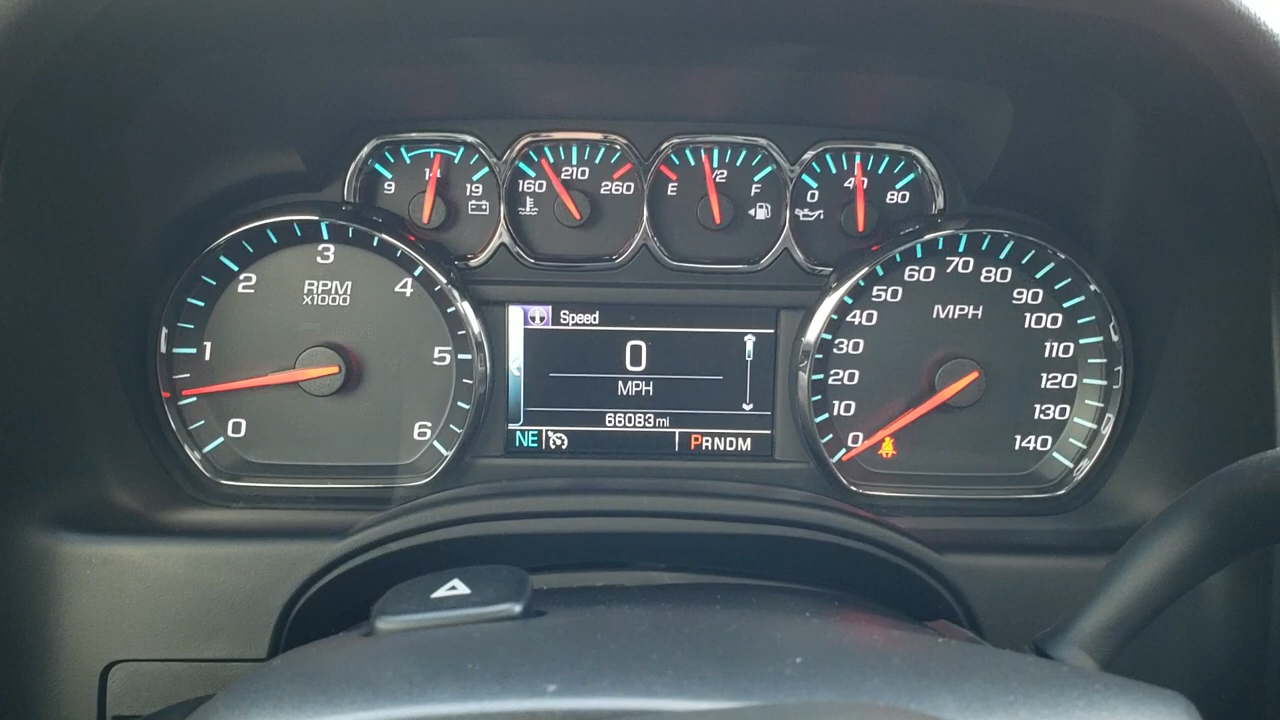 9 14 19
160 210 260
E 1/2 F
0 40 80
0 1 2 3 4 5 6
RPM
x1000
Speed
0
MPH
66083 mi
NE
PRNDM
0 10 20 30 40 50 60 70 80 90 100 110 120 130 140
MPH